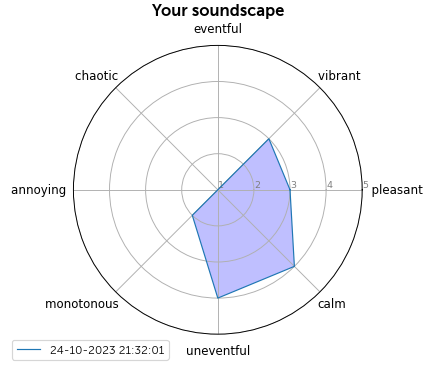 Your soundscape
eventful
chaotic
vibrant
annoying
1
2
3
4
5
pleasant
monotonous
calm
uneventful
24-10-2023 21:32:01